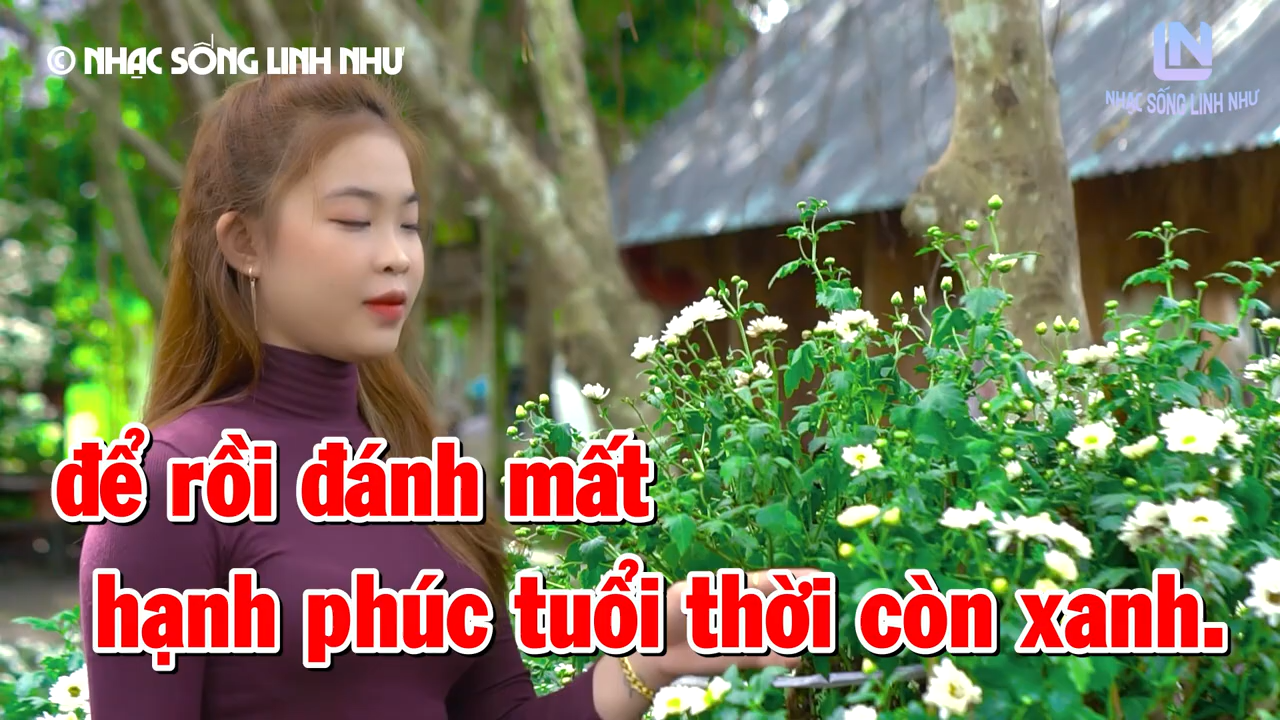 © NHẠC SỐNG LINH NHƯ
LN
NHẠC SỐNG LINH NHƯ
để rồi đánh mất
hạnh phúc tuổi thời còn xanh.